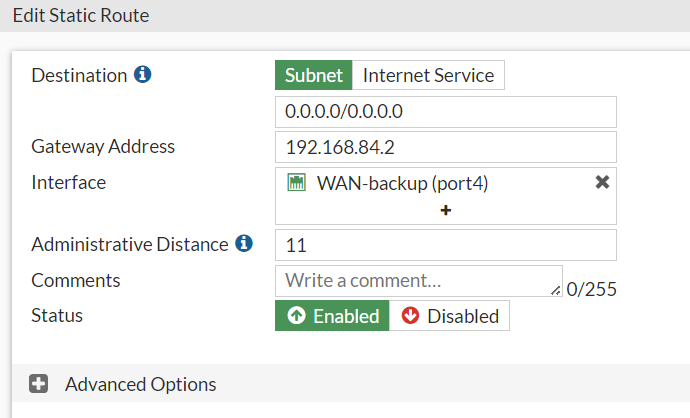 Edit Static Route
Destination Subnet Internet Service
0.0.0.0/0.0.0.0
Gateway Address 192.168.84.2
Interface WAN-backup (port4)
Administrative Distance 11
Comments Write a comment... 0/255
Status Enabled Disabled
Advanced Options